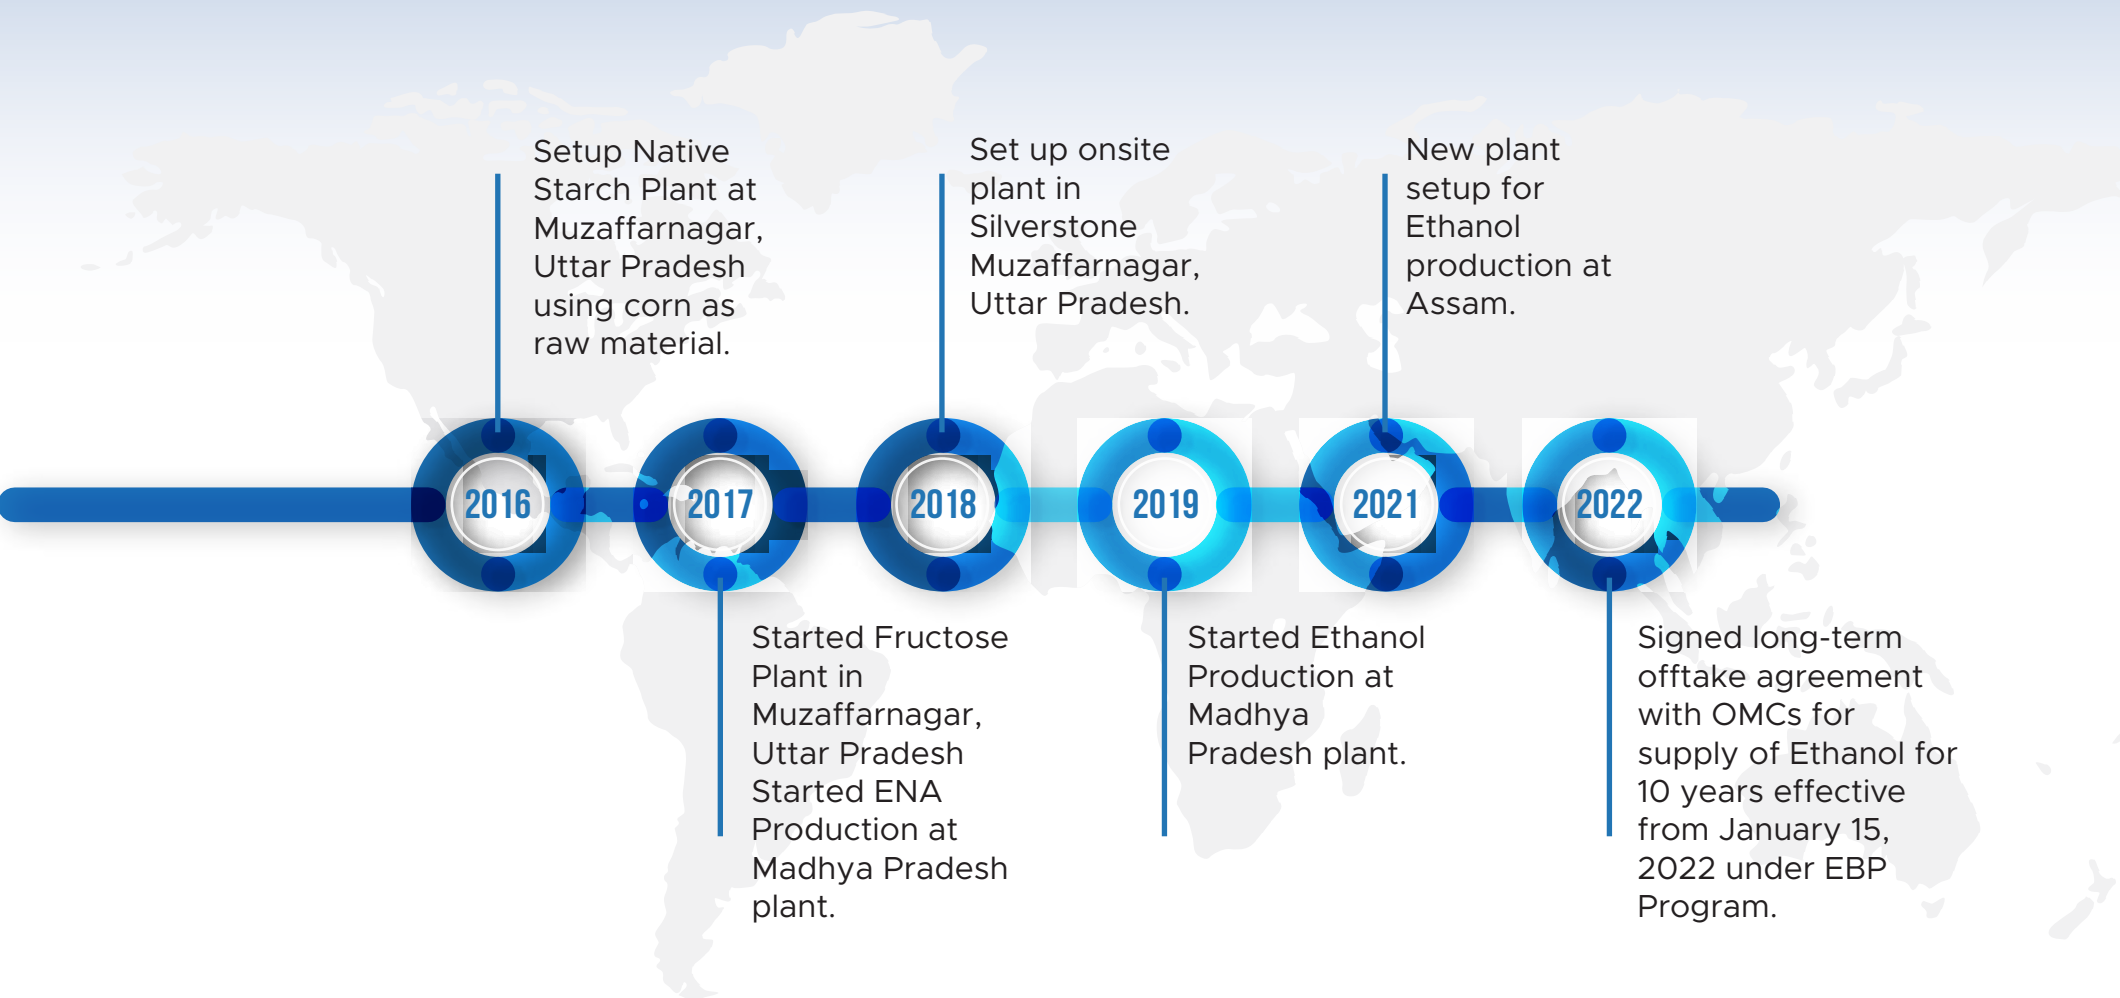 Setup Native
Starch Plant at
Muzaffarnagar,
Uttar Pradesh
using corn as
raw material.
Set up onsite
plant in
Silverstone
Muzaffarnagar,
Uttar Pradesh.
New plant
setup for
Ethanol
production at
Assam.
2016
2017
2018
2019
2021
2022
Started Fructose
Plant in
Muzaffarnagar,
Uttar Pradesh
Started ENA
Production at
Madhya Pradesh
plant.
Started Ethanol
Production at
Madhya
Pradesh plant.
Signed long-term
offtake agreement
with OMCs for
supply of Ethanol for
10 years effective
from January 15,
2022 under EBP
Program.